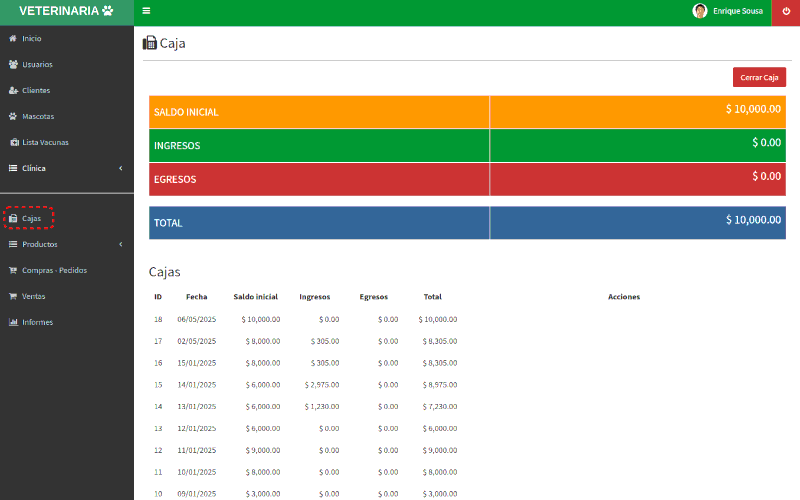 VETERINARIA
Enrique Sousa
Inicio
Usuarios
Clientes
Mascotas
Lista Vacunas
Clínica
Cajas
Productos
Compras - Pedidos
Ventas
Informes
Caja
Cerrar Caja
SALDO INICIAL $ 10,000.00
INGRESOS $ 0.00
EGRESOS $ 0.00
TOTAL $ 10,000.00
Cajas
ID Fecha Saldo inicial Ingresos Egresos Total Acciones
18 06/05/2025 $ 10,000.00 $ 0.00 $ 0.00 $ 10,000.00
17 02/05/2025 $ 8,000.00 $ 305.00 $ 0.00 $ 8,305.00
16 15/01/2025 $ 8,000.00 $ 305.00 $ 0.00 $ 8,305.00
15 14/01/2025 $ 6,000.00 $ 2,975.00 $ 0.00 $ 8,975.00
14 13/01/2025 $ 6,000.00 $ 1,230.00 $ 0.00 $ 7,230.00
13 12/01/2025 $ 6,000.00 $ 0.00 $ 0.00 $ 6,000.00
12 11/01/2025 $ 9,000.00 $ 0.00 $ 0.00 $ 9,000.00
11 10/01/2025 $ 8,000.00 $ 0.00 $ 0.00 $ 8,000.00
10 09/01/2025 $ 3,000.00 $ 0.00 $ 0.00 $ 3,000.00